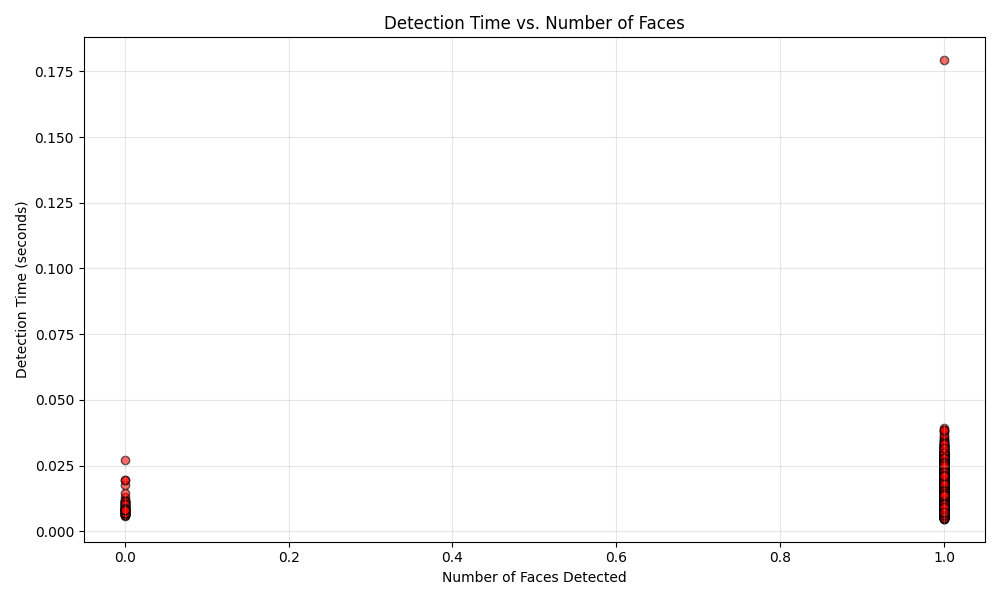 Detection Time vs. Number of Faces
0.175
0.150
0.125
0.100
0.075
0.050
0.025
0.000
Detection Time (seconds)
0.0 0.2 0.4 0.6 0.8 1.0
Number of Faces Detected